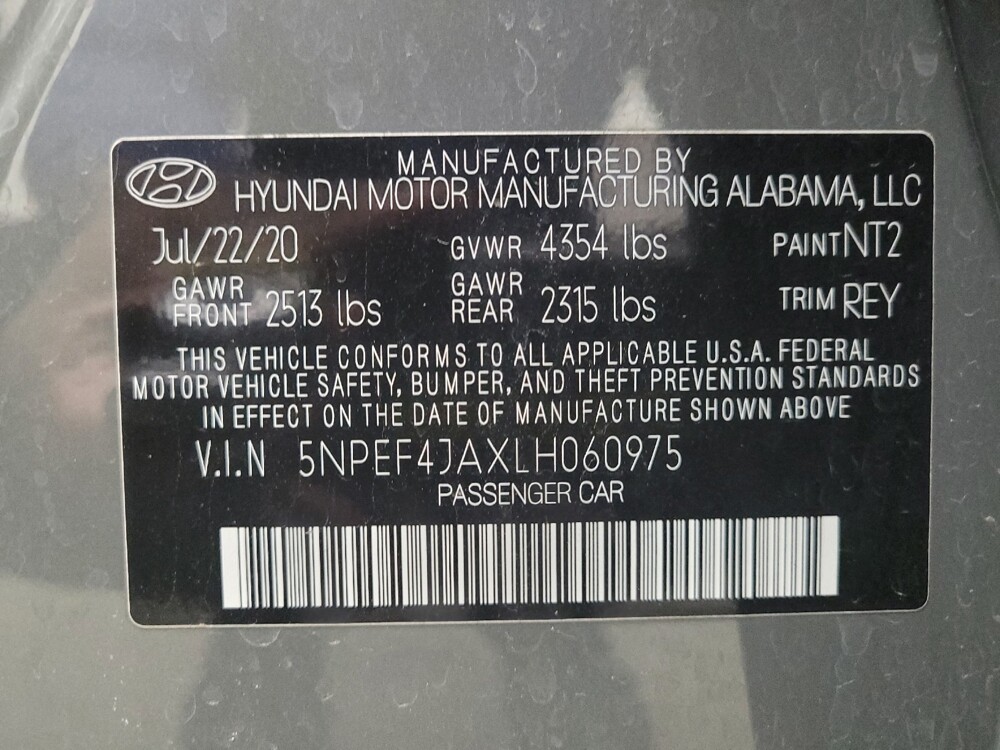 MANUFACTURED BY
HYUNDAI MOTOR MANUFACTURING ALABAMA, LLC
Jul/22/20 GVWR 4354 lbs PAINT NT2
GAWR FRONT 2513 lbs GAWR REAR 2315 lbs TRIM REY
THIS VEHICLE CONFORMS TO ALL APPLICABLE U.S.A. FEDERAL
MOTOR VEHICLE SAFETY, BUMPER, AND THEFT PREVENTION STANDARDS
IN EFFECT ON THE DATE OF MANUFACTURE SHOWN ABOVE
V.I.N 5NPEF4JAXLH060975
PASSENGER CAR